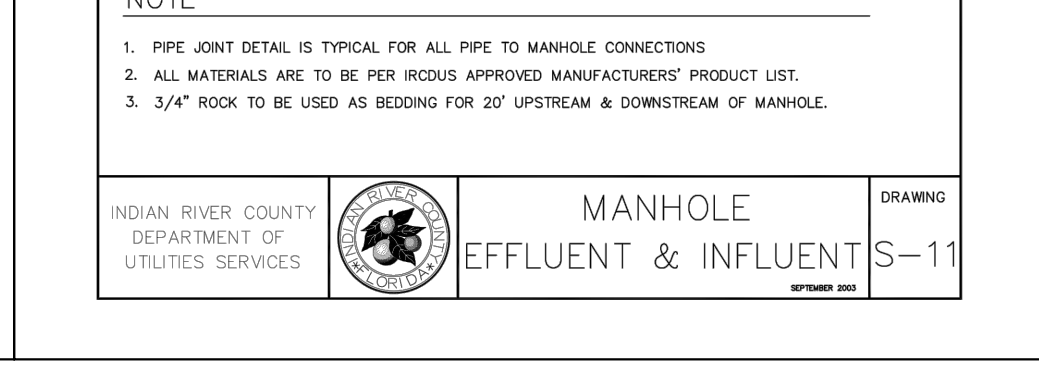 NOTE
1. PIPE JOINT DETAIL IS TYPICAL FOR ALL PIPE TO MANHOLE CONNECTIONS
2. ALL MATERIALS ARE TO BE PER IRCDUS APPROVED MANUFACTURERS' PRODUCT LIST.
3. 3/4" ROCK TO BE USED AS BEDDING FOR 20' UPSTREAM & DOWNSTREAM OF MANHOLE.
INDIAN RIVER COUNTY
DEPARTMENT OF
UTILITIES SERVICES
INDIAN RIVER COUNTY
*FLORIDA*
MANHOLE
EFFLUENT & INFLUENT
SEPTEMBER 2003
DRAWING
S-11